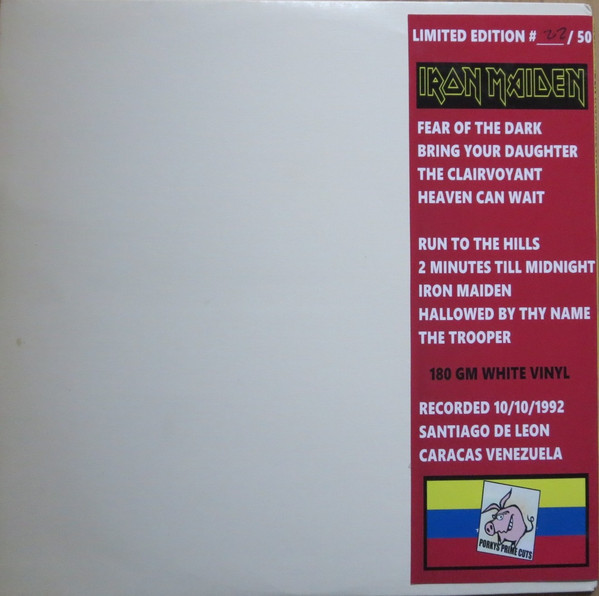 LIMITED EDITION # 22 / 50
IRON MAIDEN
FEAR OF THE DARK
BRING YOUR DAUGHTER
THE CLAIRVOYANT
HEAVEN CAN WAIT
RUN TO THE HILLS
2 MINUTES TILL MIDNIGHT
IRON MAIDEN
HALLOWED BY THY NAME
THE TROOPER
180 GM WHITE VINYL
RECORDED 10/10/1992
SANTIAGO DE LEON
CARACAS VENEZUELA
PORKYS PRIME CUTS